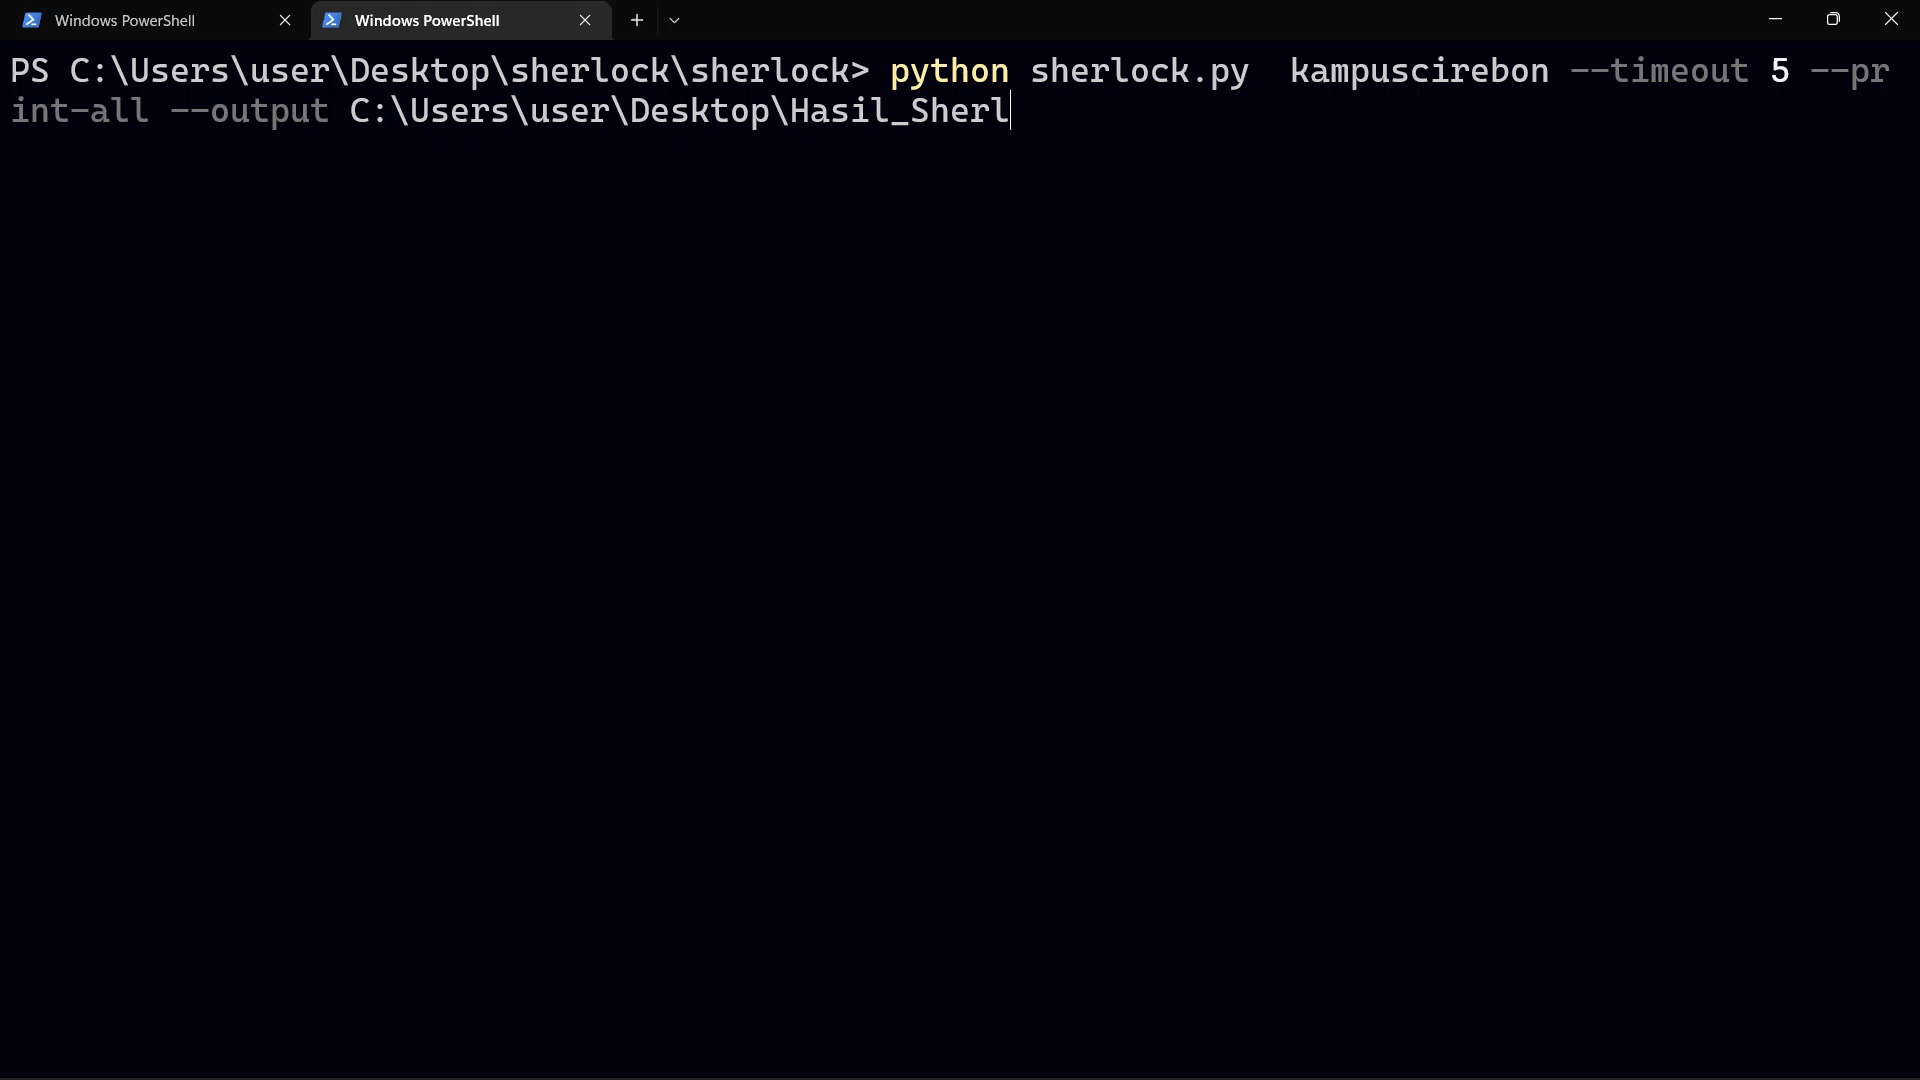 Windows PowerShell
Windows PowerShell
PS C:\Users\user\Desktop\sherlock\sherlock> python sherlock.py  kampuscirebon --timeout 5 --pr
int-all --output C:\Users\user\Desktop\Hasil_Sherl